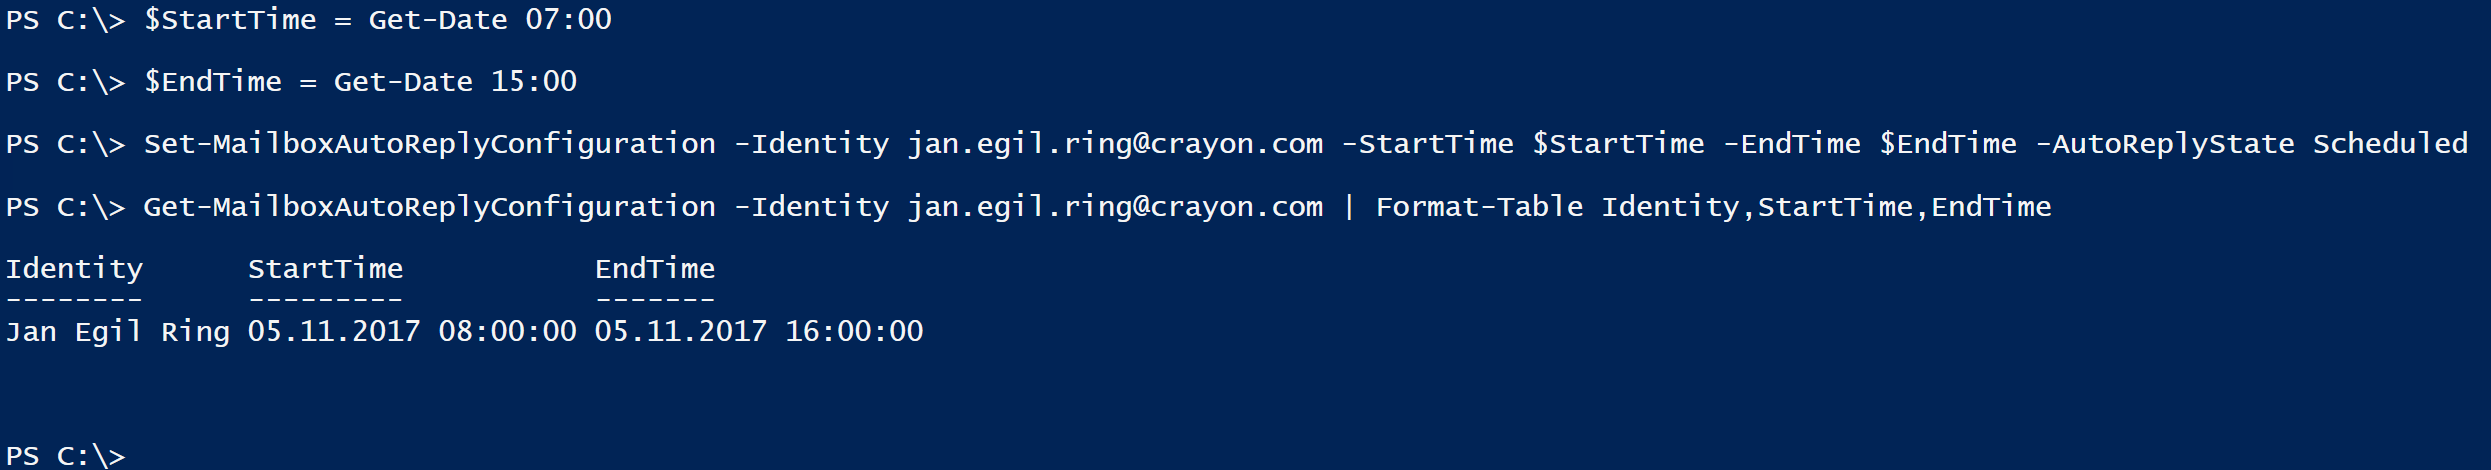 PS C:\> $StartTime = Get-Date 07:00
PS C:\> $EndTime = Get-Date 15:00
PS C:\> Set-MailboxAutoReplyConfiguration -Identity jan.egil.ring@crayon.com -StartTime $StartTime -EndTime $EndTime -AutoReplyState Scheduled
PS C:\> Get-MailboxAutoReplyConfiguration -Identity jan.egil.ring@crayon.com | Format-Table Identity,StartTime,EndTime
Identity      StartTime           EndTime
--------      ---------           -------
Jan Egil Ring 05.11.2017 08:00:00 05.11.2017 16:00:00
PS C:\>